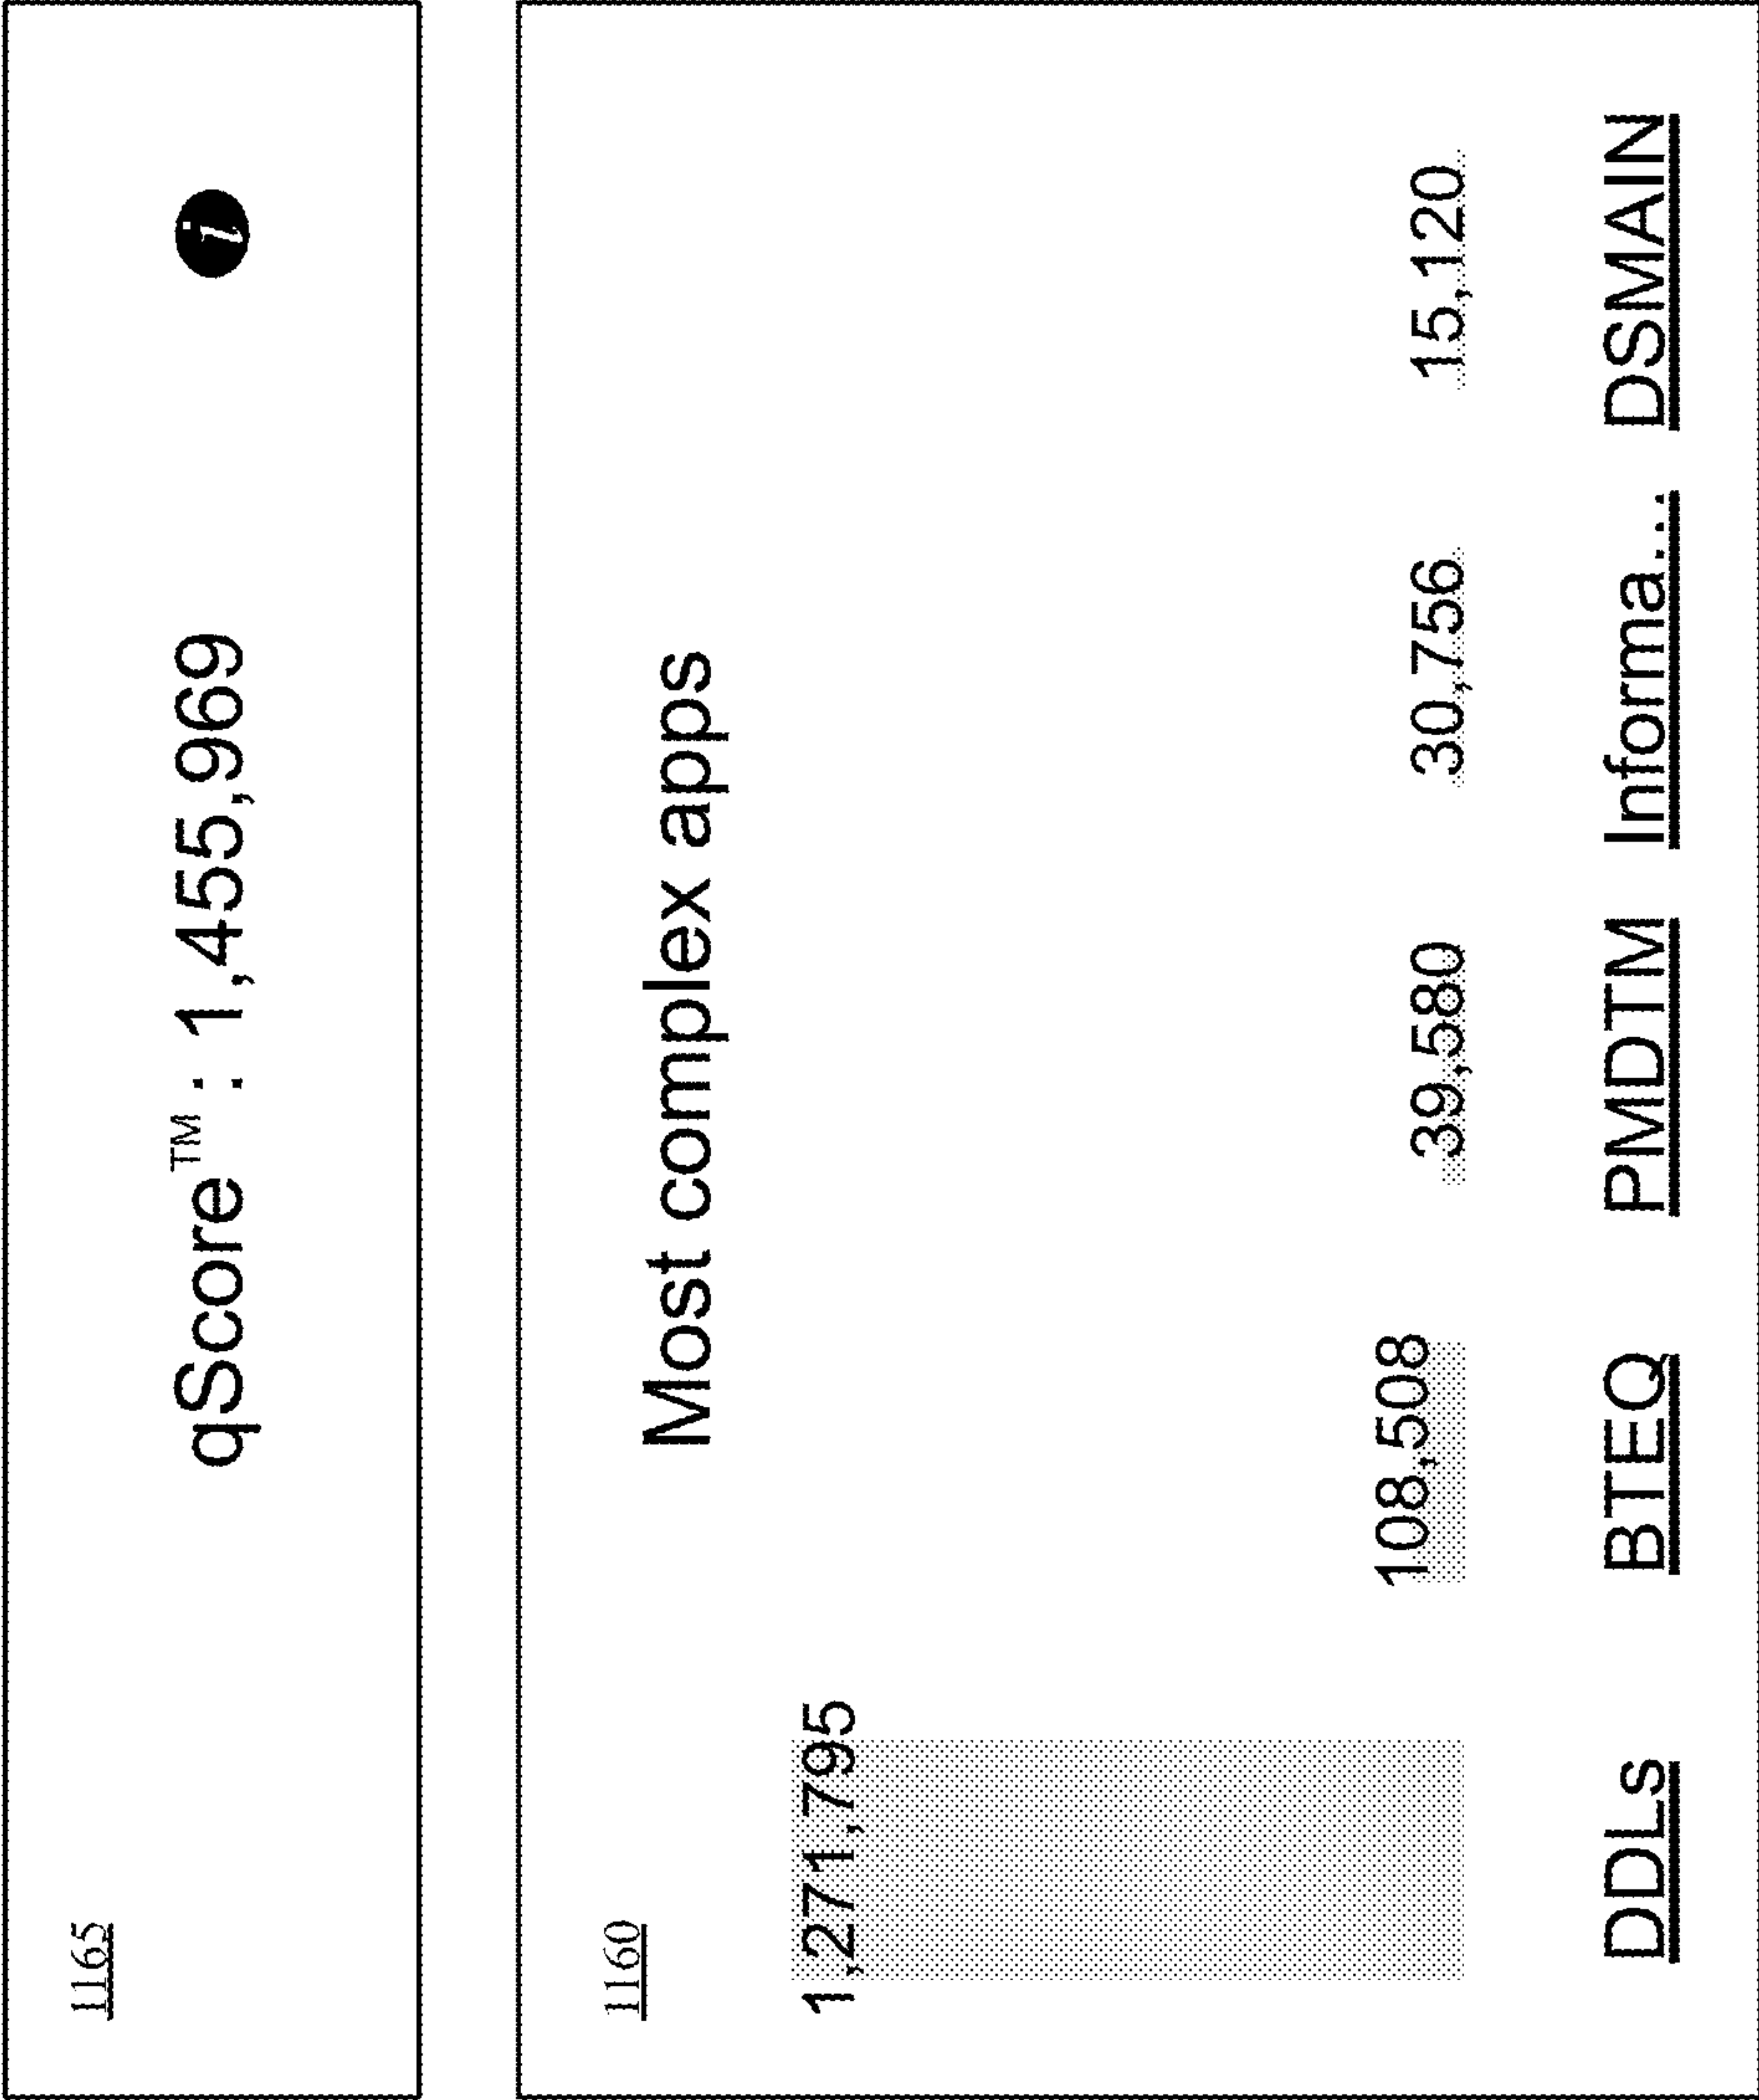 1165
qScore™: 1,455,969 i
1160
Most complex apps
1,271,795
108,508
39,580
30,756
15,120
DDLs BTEQ PMDTM Informa... DSMAIN